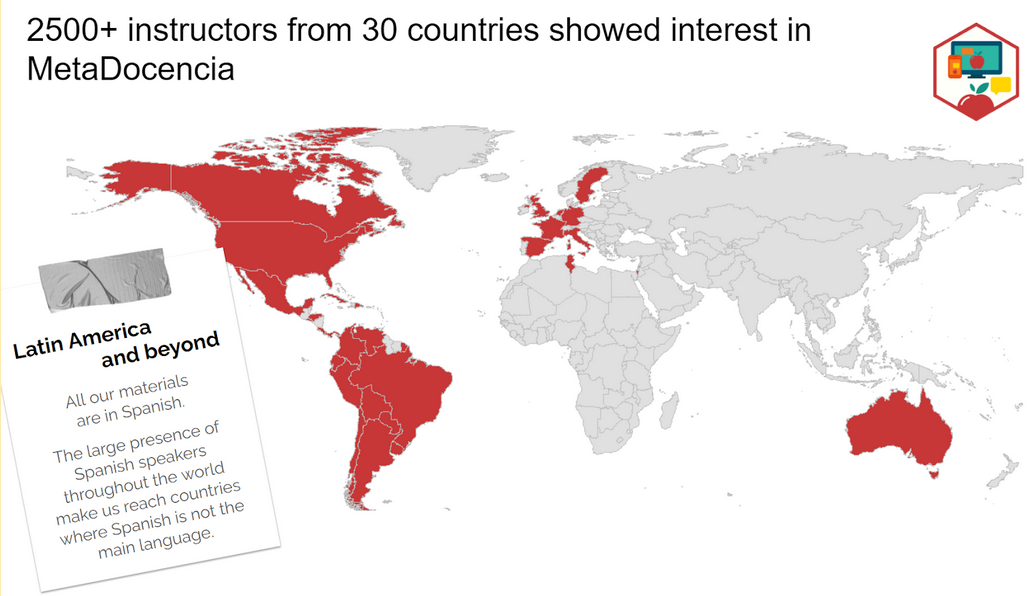 2500+ instructors from 30 countries showed interest in
MetaDocencia
Latin America
and beyond
All our materials
are in Spanish.
The large presence of
Spanish speakers
throughout the world
make us reach countries
where Spanish is not the
main language.